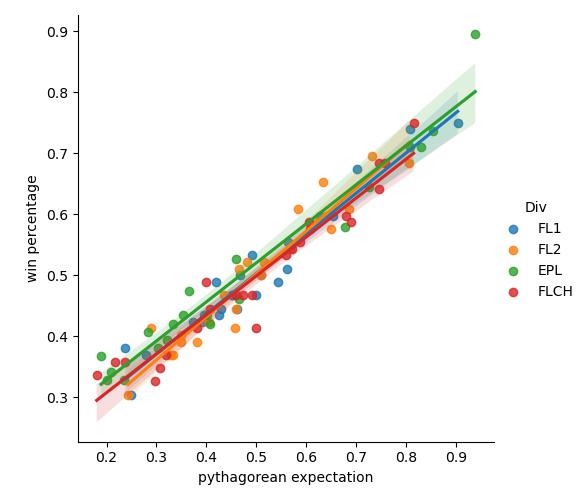 0.9
0.8
0.7
0.6
0.5
0.4
0.3
win percentage
0.2 0.3 0.4 0.5 0.6 0.7 0.8 0.9
pythagorean expectation
Div
FL1
FL2
EPL
FLCH